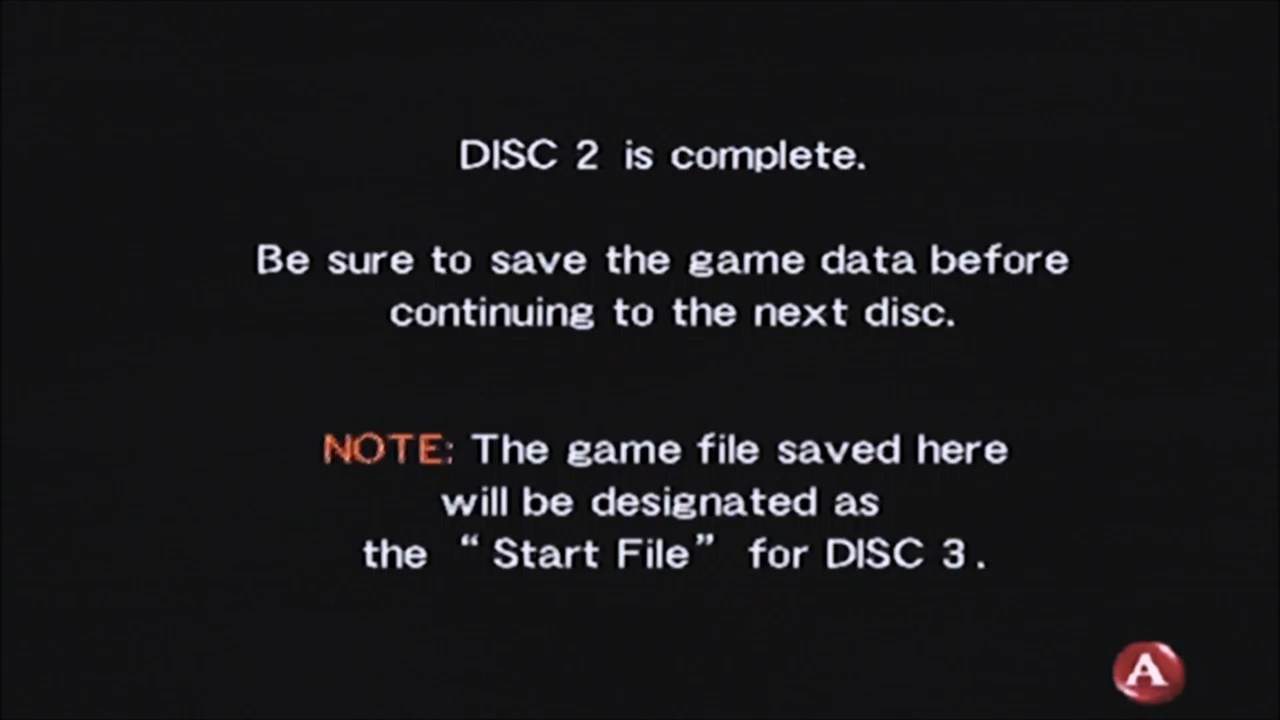 DISC 2 is complete.
Be sure to save the game data before
continuing to the next disc.
NOTE: The game file saved here
will be designated as
the “Start File” for DISC 3.
A